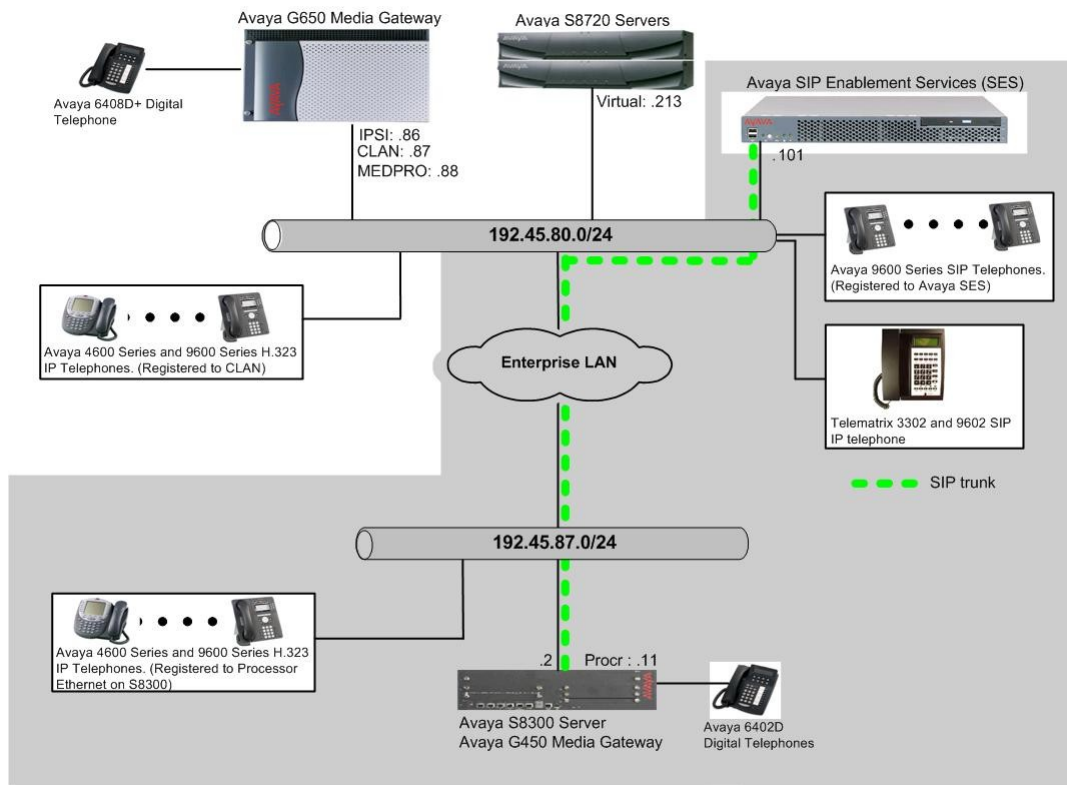 Avaya G650 Media Gateway
Avaya S8720 Servers
Avaya 6408D+ Digital
Telephone
AVAYA
Virtual: .213
Avaya SIP Enablement Services (SES)
AVAYA
.101
IPSI: .86
CLAN: .87
MEDPRO: .88
192.45.80.0/24
Avaya 9600 Series SIP Telephones.
(Registered to Avaya SES)
Avaya 4600 Series and 9600 Series H.323
IP Telephones. (Registered to CLAN)
Enterprise LAN
Telematrix 3302 and 9602 SIP
IP telephone
SIP trunk
192.45.87.0/24
Avaya 4600 Series and 9600 Series H.323
IP Telephones. (Registered to Processor
Ethernet on S8300)
.2
Procr : .11
AVAYA
Avaya S8300 Server
Avaya G450 Media Gateway
Avaya 6402D
Digital Telephones